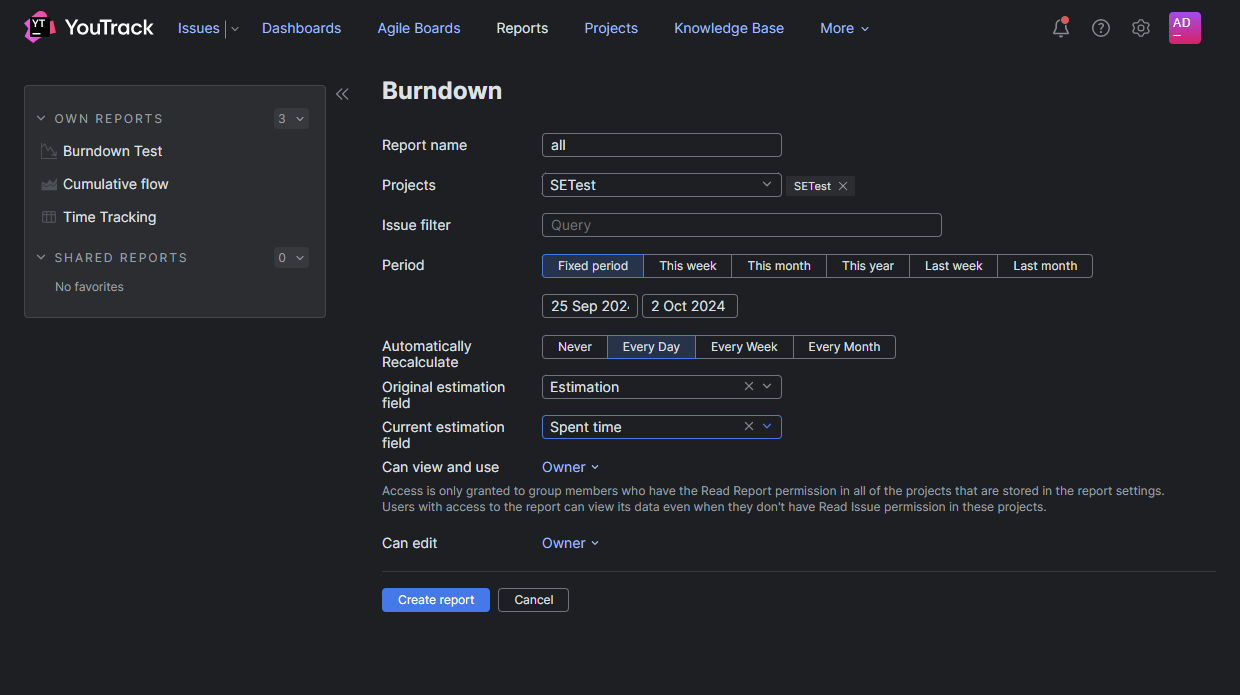 YT YouTrack Issues Dashboards Agile Boards Reports Projects Knowledge Base More AD
Burndown
OWN REPORTS 3
Burndown Test
Cumulative flow
Time Tracking
SHARED REPORTS 0
No favorites
Report name all
Projects SETest SETest
Issue filter Query
Period Fixed period This week This month This year Last week Last month
25 Sep 202 2 Oct 2024
Automatically Recalculate Never Every Day Every Week Every Month
Original estimation field Estimation
Current estimation field Spent time
Can view and use Owner
Access is only granted to group members who have the Read Report permission in all of the projects that are stored in the report settings.
Users with access to the report can view its data even when they don't have Read Issue permission in these projects.
Can edit Owner
Create report Cancel